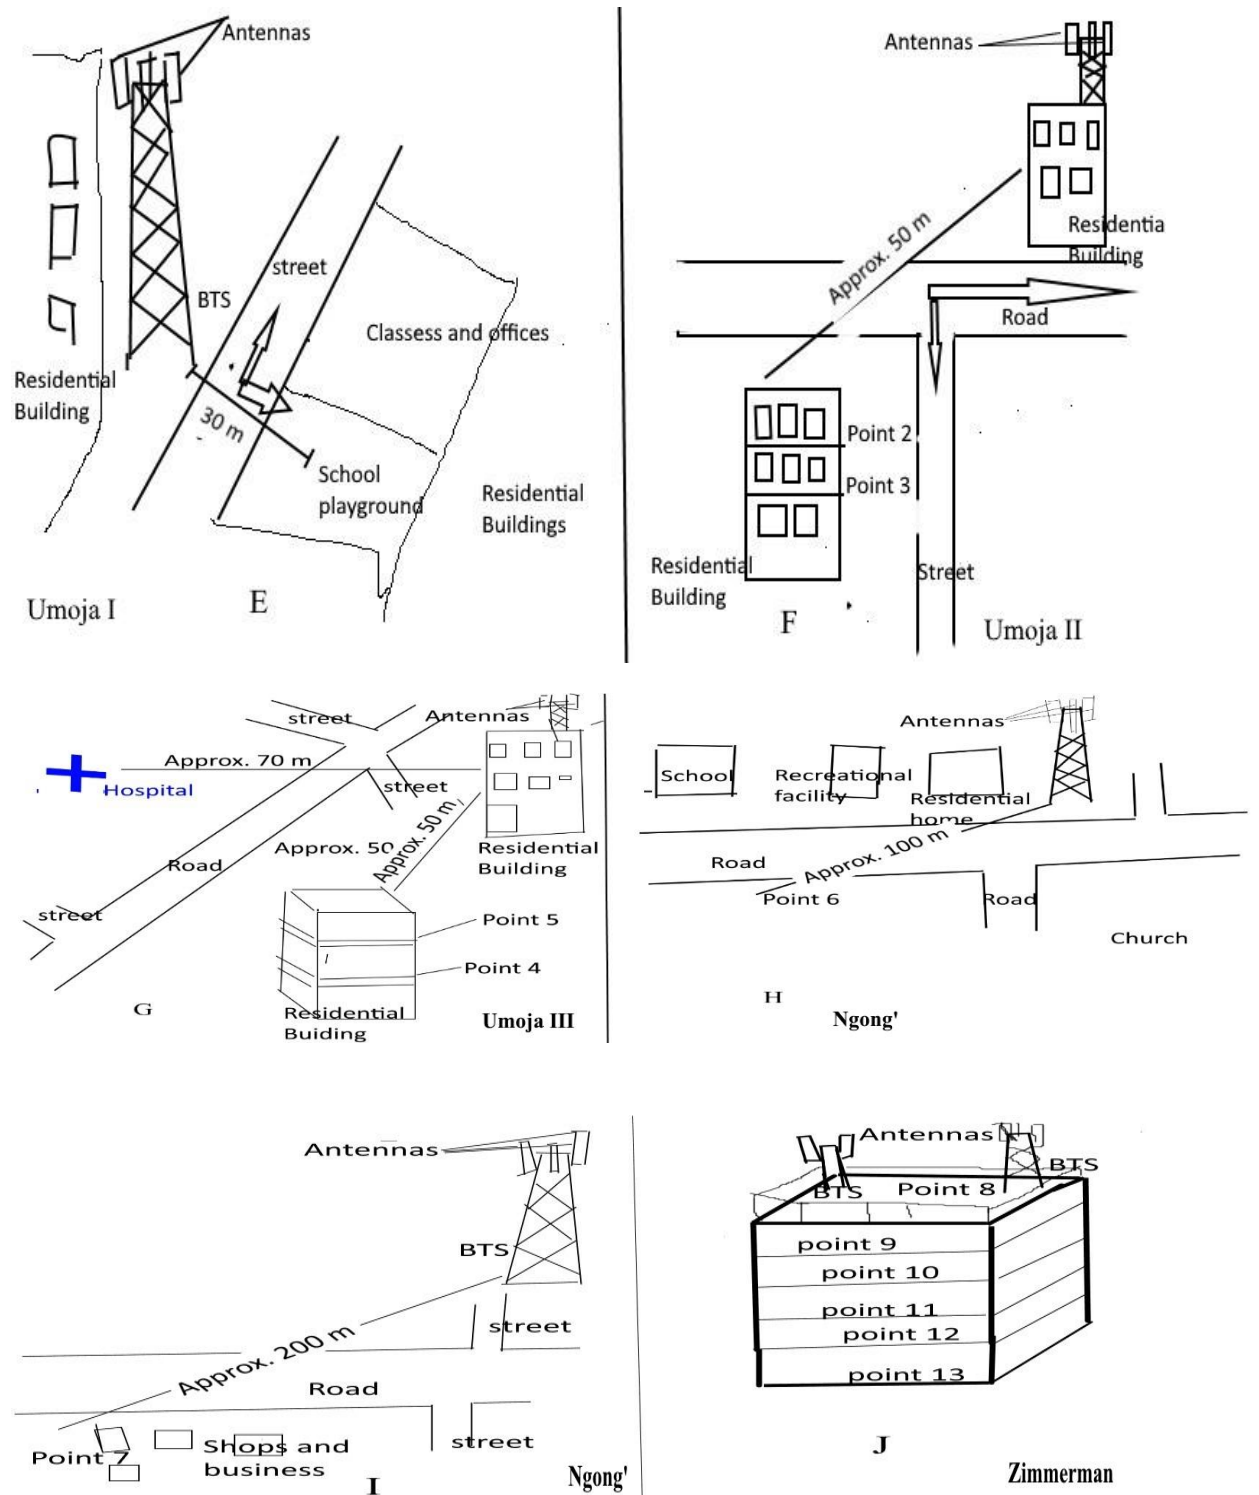 Antennas
BTS
street
Classess and offices
Residential
Building
30 m
School
playground
Residential
Buildings
Umoja I
E
Antennas
Residentia
Building
Approx. 50 m
Road
Point 2
Point 3
Residential
Building
Street
F
Umoja II
street
Antennas
Approx. 70 m
Hospital
street
Approx. 50 m,
Approx. 50
Road
Residential
Building
street
Point 5
Point 4
Residential
Buiding
G
Umoja III
Antennas
School
Recreational
facility
Residential
home
Approx. 100 m
Road
Point 6
Road
Church
H
Ngong'
Antennas
BTS
street
Approx. 200 m
Road
Point 7
Shops and
business
street
I
Ngong'
Antennas
BTS
BTS
Point 8
point 9
point 10
point 11
point 12
point 13
J
Zimmerman